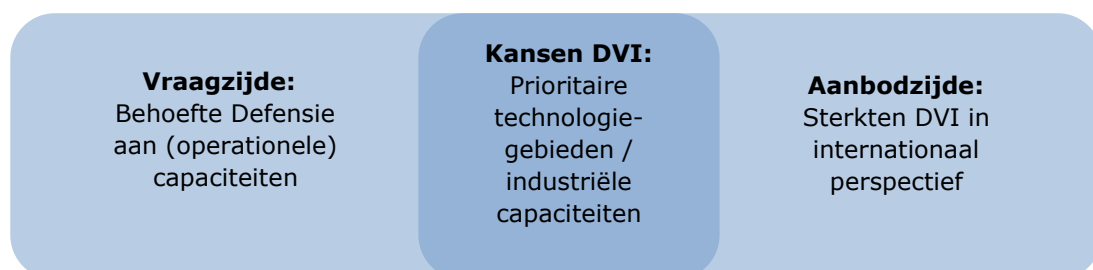 Vraagzijde:
Behoefte Defensie
aan (operationele)
capaciteiten
Kansen DVI:
Prioritaire
technologie-
gebieden /
industriële
capaciteiten
Aanbodzijde:
Sterkten DVI in
internationaal
perspectief